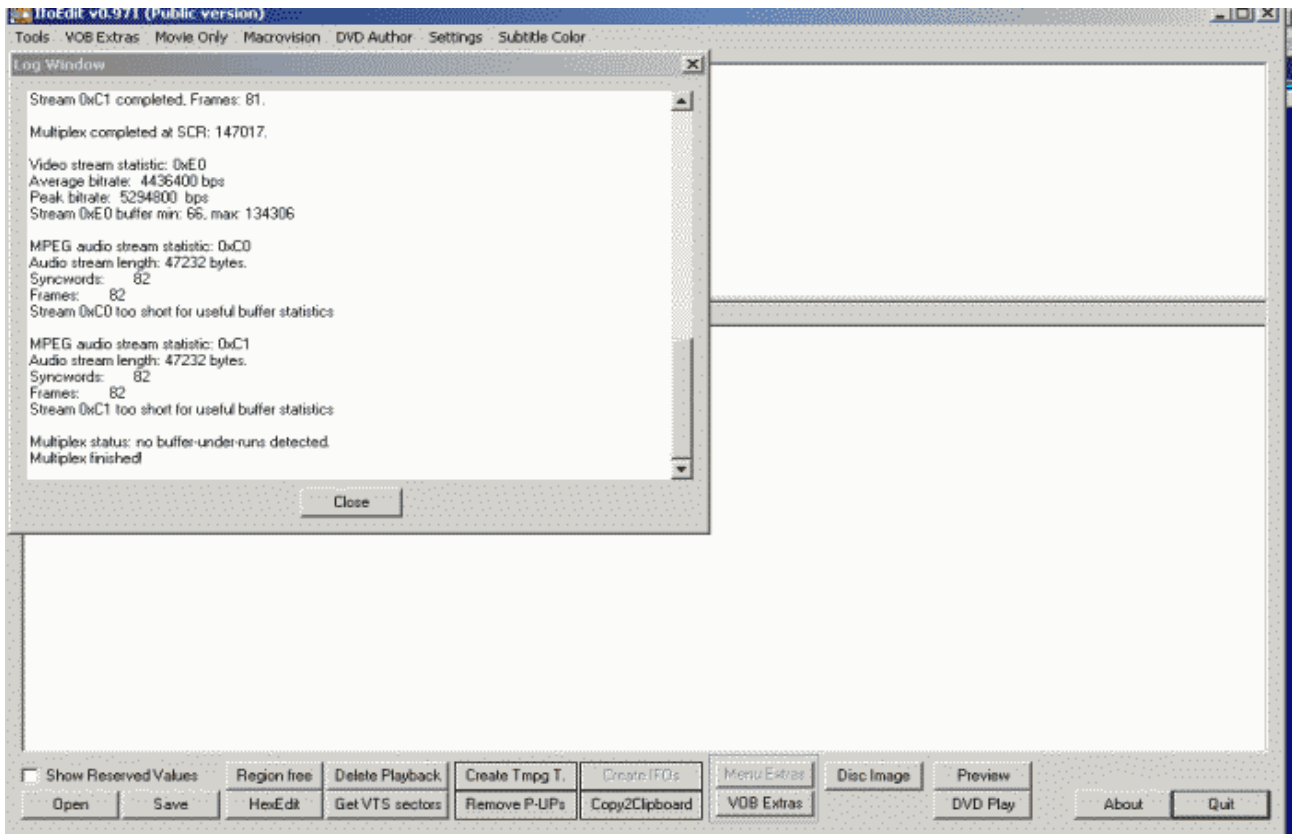 IfoEdit v0.971 (Public version)
Tools VOB Extras Movie Only Macrovision DVD Author Settings Subtitle Color
Log Window
Stream 0xC1 completed, Frames: 81.
Multiplex completed at SCR: 147017.
Video stream statistic: 0xE0
Average bitrate: 4436400 bps
Peak bitrate: 5294800 bps
Stream 0xE0 buffer min: 66, max: 134306
MPEG audio stream statistic: 0xC0
Audio stream length: 47232 bytes.
Syncwords: 82
Frames: 82
Stream 0xC0 too short for useful buffer statistics
MPEG audio stream statistic: 0xC1
Audio stream length: 47232 bytes.
Syncwords: 82
Frames: 82
Stream 0xC1 too short for useful buffer statistics
Multiplex status: no buffer-under-runs detected.
Multiplex finished!
Close
Show Reserved Values Region free Delete Playback Create Tmpg T. Create IFOs Menu Extras Disc Image Preview
Open Save HexEdit Get VTS sectors Remove P-UPs Copy2Clipboard VOB Extras DVD Play About Quit